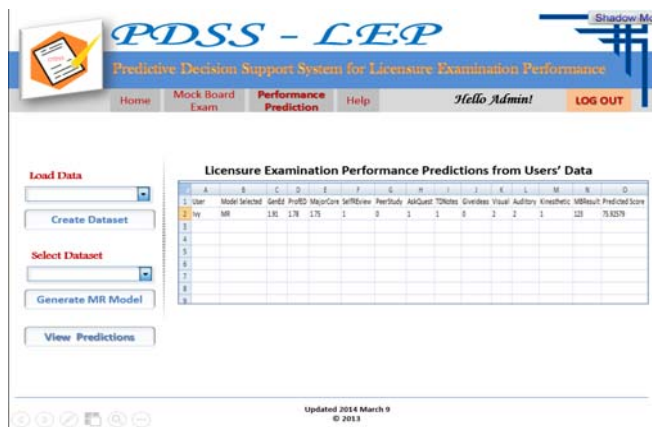 PDSS - LEP
Shadow Mo
Predictive Decision Support System for Licensure Examination Performance
Home
Mock Board Exam
Performance Prediction
Help
Hello Admin!
LOG OUT
Load Data
Create Dataset
Select Dataset
Generate MR Model
View Predictions
Licensure Examination Performance Predictions from Users' Data
A B C D E F G H I J K L M N O
1 User Model Selected GenEd ProfED MajorCore SelfREview PeerStudy AskQuest TDNotes GiveIdeas Visual Auditory Kinesthetic MBResult Predicted Score
2 Ivy MR 1.91 1.78 1.75 1 0 1 1 0 2 2 1 123 75.92579
3
4
5
6
7
8
9
Updated 2014 March 9
© 2013